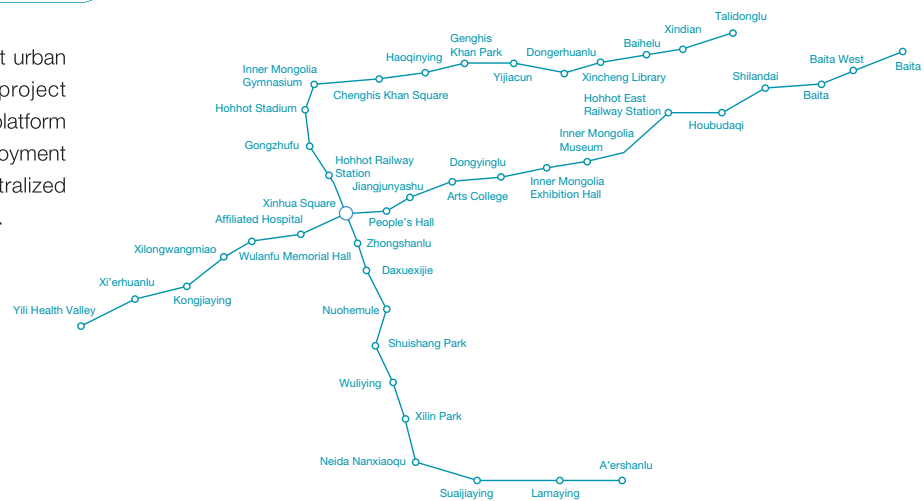 t urban
project
platform
oyment
tralized
.
Talidonglu
Xindian
Baihelu
Dongerhuanlu
Genghis
Khan Park
Haoqinying
Inner Mongolia
Gymnasium
Chenghis Khan Square
Yijiacun
Xincheng Library
Baita West
Baita
Shilandai
Baita
Hohhot Stadium
Hohhot East
Railway Station
Houbudaqi
Gongzhufu
Inner Mongolia
Museum
Hohhot Railway
Station
Dongyinglu
Jiangjunyashu
Arts College
Inner Mongolia
Exhibition Hall
Xinhua Square
People's Hall
Affiliated Hospital
Zhongshanlu
Xilongwangmiao
Wulanfu Memorial Hall
Daxuexijie
Xi'erhuanlu
Kongjiaying
Yili Health Valley
Nuohemule
Shuishang Park
Wuliying
Xilin Park
Neida Nanxiaoqu
A'ershanlu
Suaijiaying
Lamaying